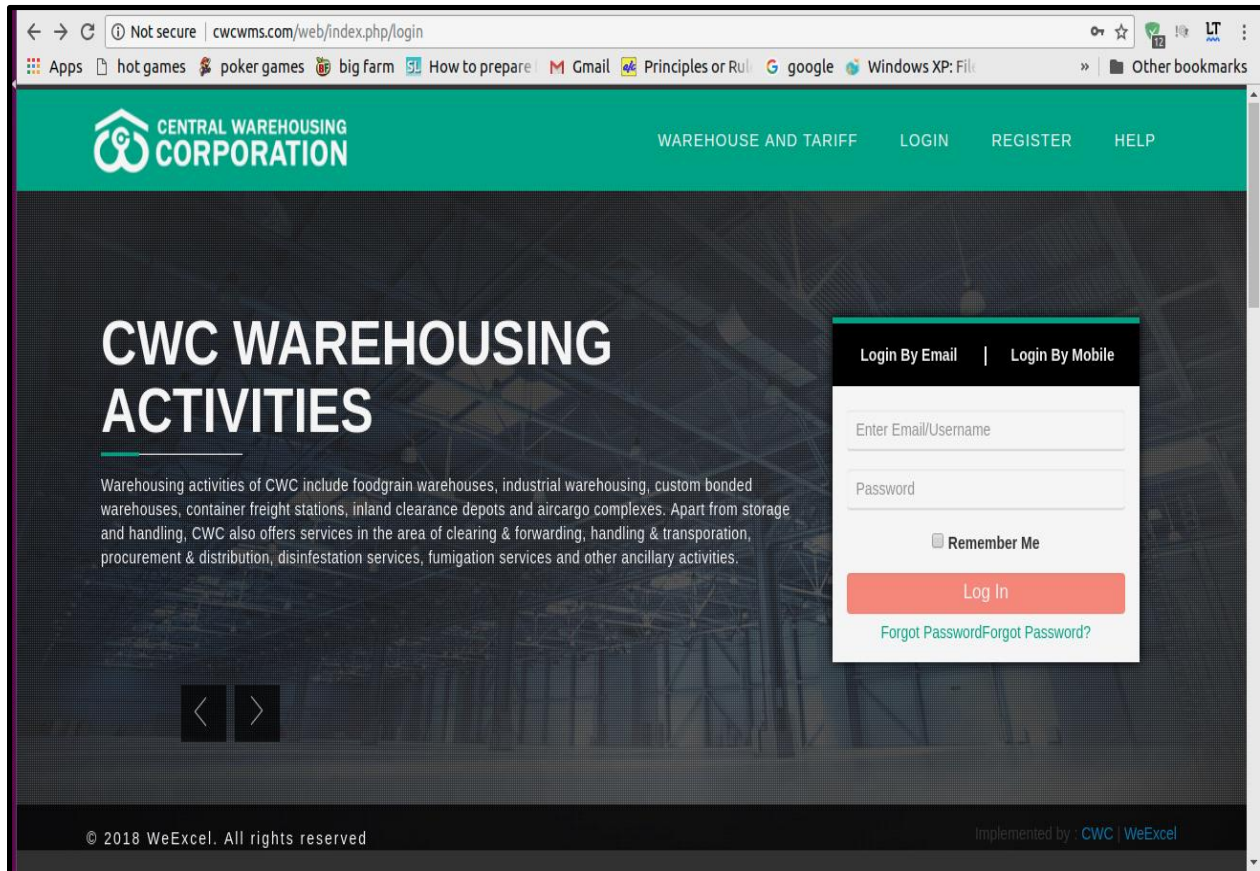 Not secure | cwcwms.com/web/index.php/login
12
LT
Apps hot games poker games big farm How to prepare M Gmail Principles or Rul G google Windows XP: File » Other bookmarks
CENTRAL WAREHOUSING
CORPORATION
WAREHOUSE AND TARIFF LOGIN REGISTER HELP
CWC WAREHOUSING
ACTIVITIES
Warehousing activities of CWC include foodgrain warehouses, industrial warehousing, custom bonded
warehouses, container freight stations, inland clearance depots and aircargo complexes. Apart from storage
and handling, CWC also offers services in the area of clearing & forwarding, handling & transporation,
procurement & distribution, disinfestation services, fumigation services and other ancillary activities.
Login By Email | Login By Mobile
Enter Email/Username
Password
Remember Me
Log In
Forgot PasswordForgot Password?
© 2018 WeExcel. All rights reserved
Implemented by : CWC | WeExcel